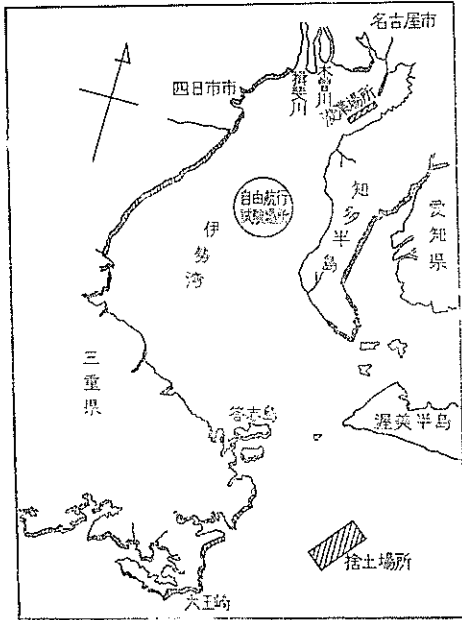 名古屋市
四日市市
揖斐川
木曽川
作業場所
自由航行
試験場所
伊勢湾
知多半島
愛知県
三重県
答志島
渥美半島
捨土場所
大王崎